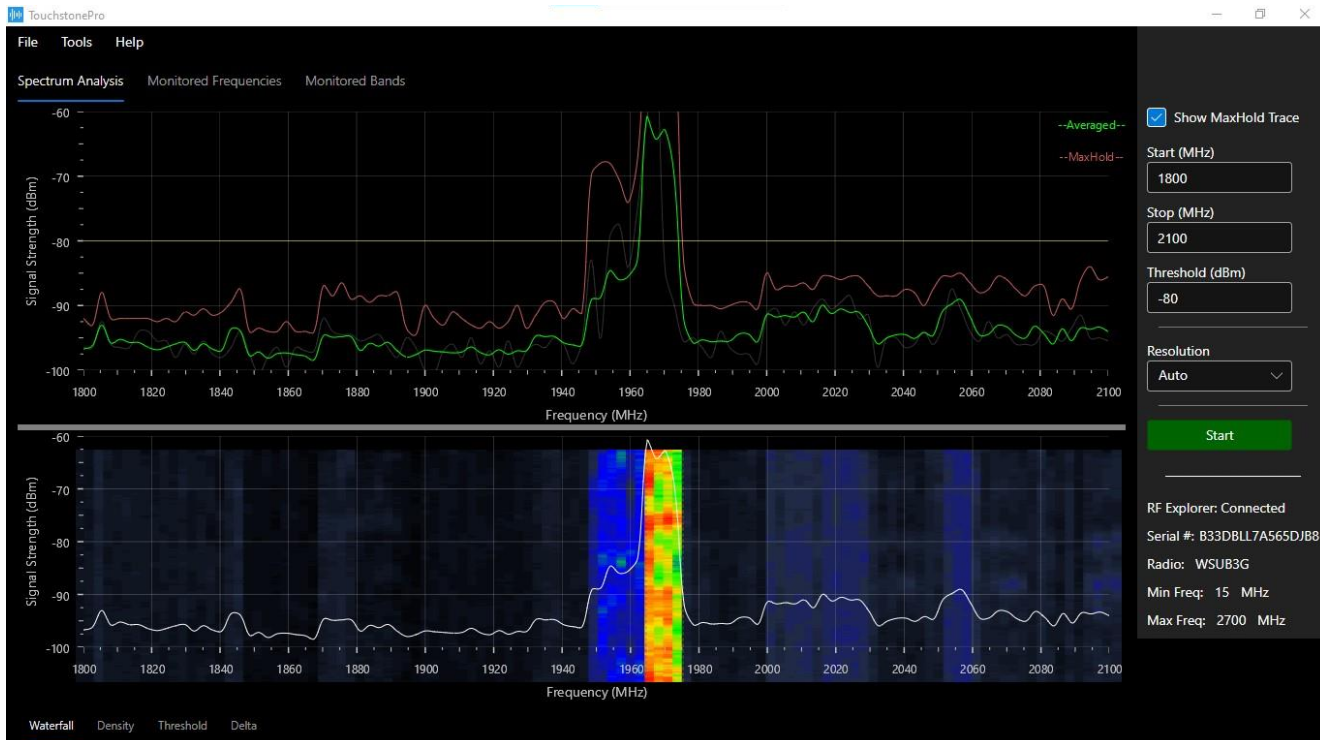 TouchstonePro
File Tools Help
Spectrum Analysis Monitored Frequencies Monitored Bands
Signal Strength (dBm)
-60
-70
-80
-90
-100
--Averaged--
--MaxHold--
1800 1820 1840 1860 1880 1900 1920 1940 1960 1980 2000 2020 2040 2060 2080 2100
Frequency (MHz)
Signal Strength (dBm)
-60
-70
-80
-90
-100
1800 1820 1840 1860 1880 1900 1920 1940 1960 1980 2000 2020 2040 2060 2080 2100
Frequency (MHz)
Waterfall Density Threshold Delta
Show MaxHold Trace
Start (MHz)
1800
Stop (MHz)
2100
Threshold (dBm)
-80
Resolution
Auto
Start
RF Explorer: Connected
Serial #: B33DBLL7A565DJB8
Radio: WSUB3G
Min Freq: 15 MHz
Max Freq: 2700 MHz